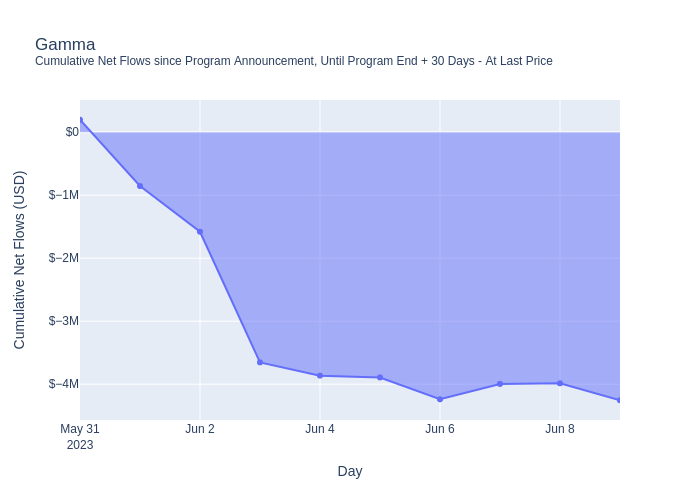 Gamma
Cumulative Net Flows since Program Announcement, Until Program End + 30 Days - At Last Price
Cumulative Net Flows (USD)
$0
$−1M
$−2M
$−3M
$−4M
May 31
2023
Jun 2
Jun 4
Jun 6
Jun 8
Day